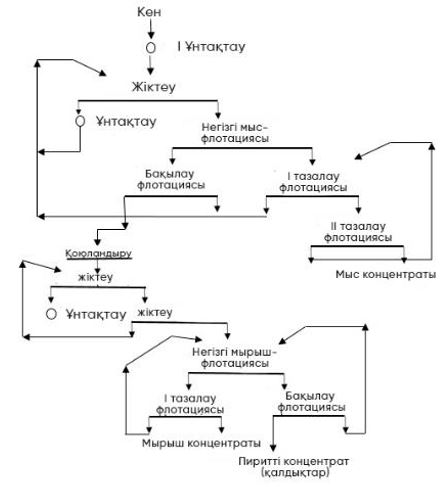 Кен
I Ұнтақтау
Жіктеу
Ұнтақтау
Негізгі мыс-
флотациясы
Бақылау
флотациясы
I тазалау
флотациясы
II тазалау
флотациясы
Қоюландыру
Мыс концентраты
жіктеу
Ұнтақтау
жіктеу
Негізгі мырыш-
флотациясы
I тазалау
флотациясы
Бақылау
флотациясы
Мырыш концентраты
Пиритті концентрат
(қалдықтар)